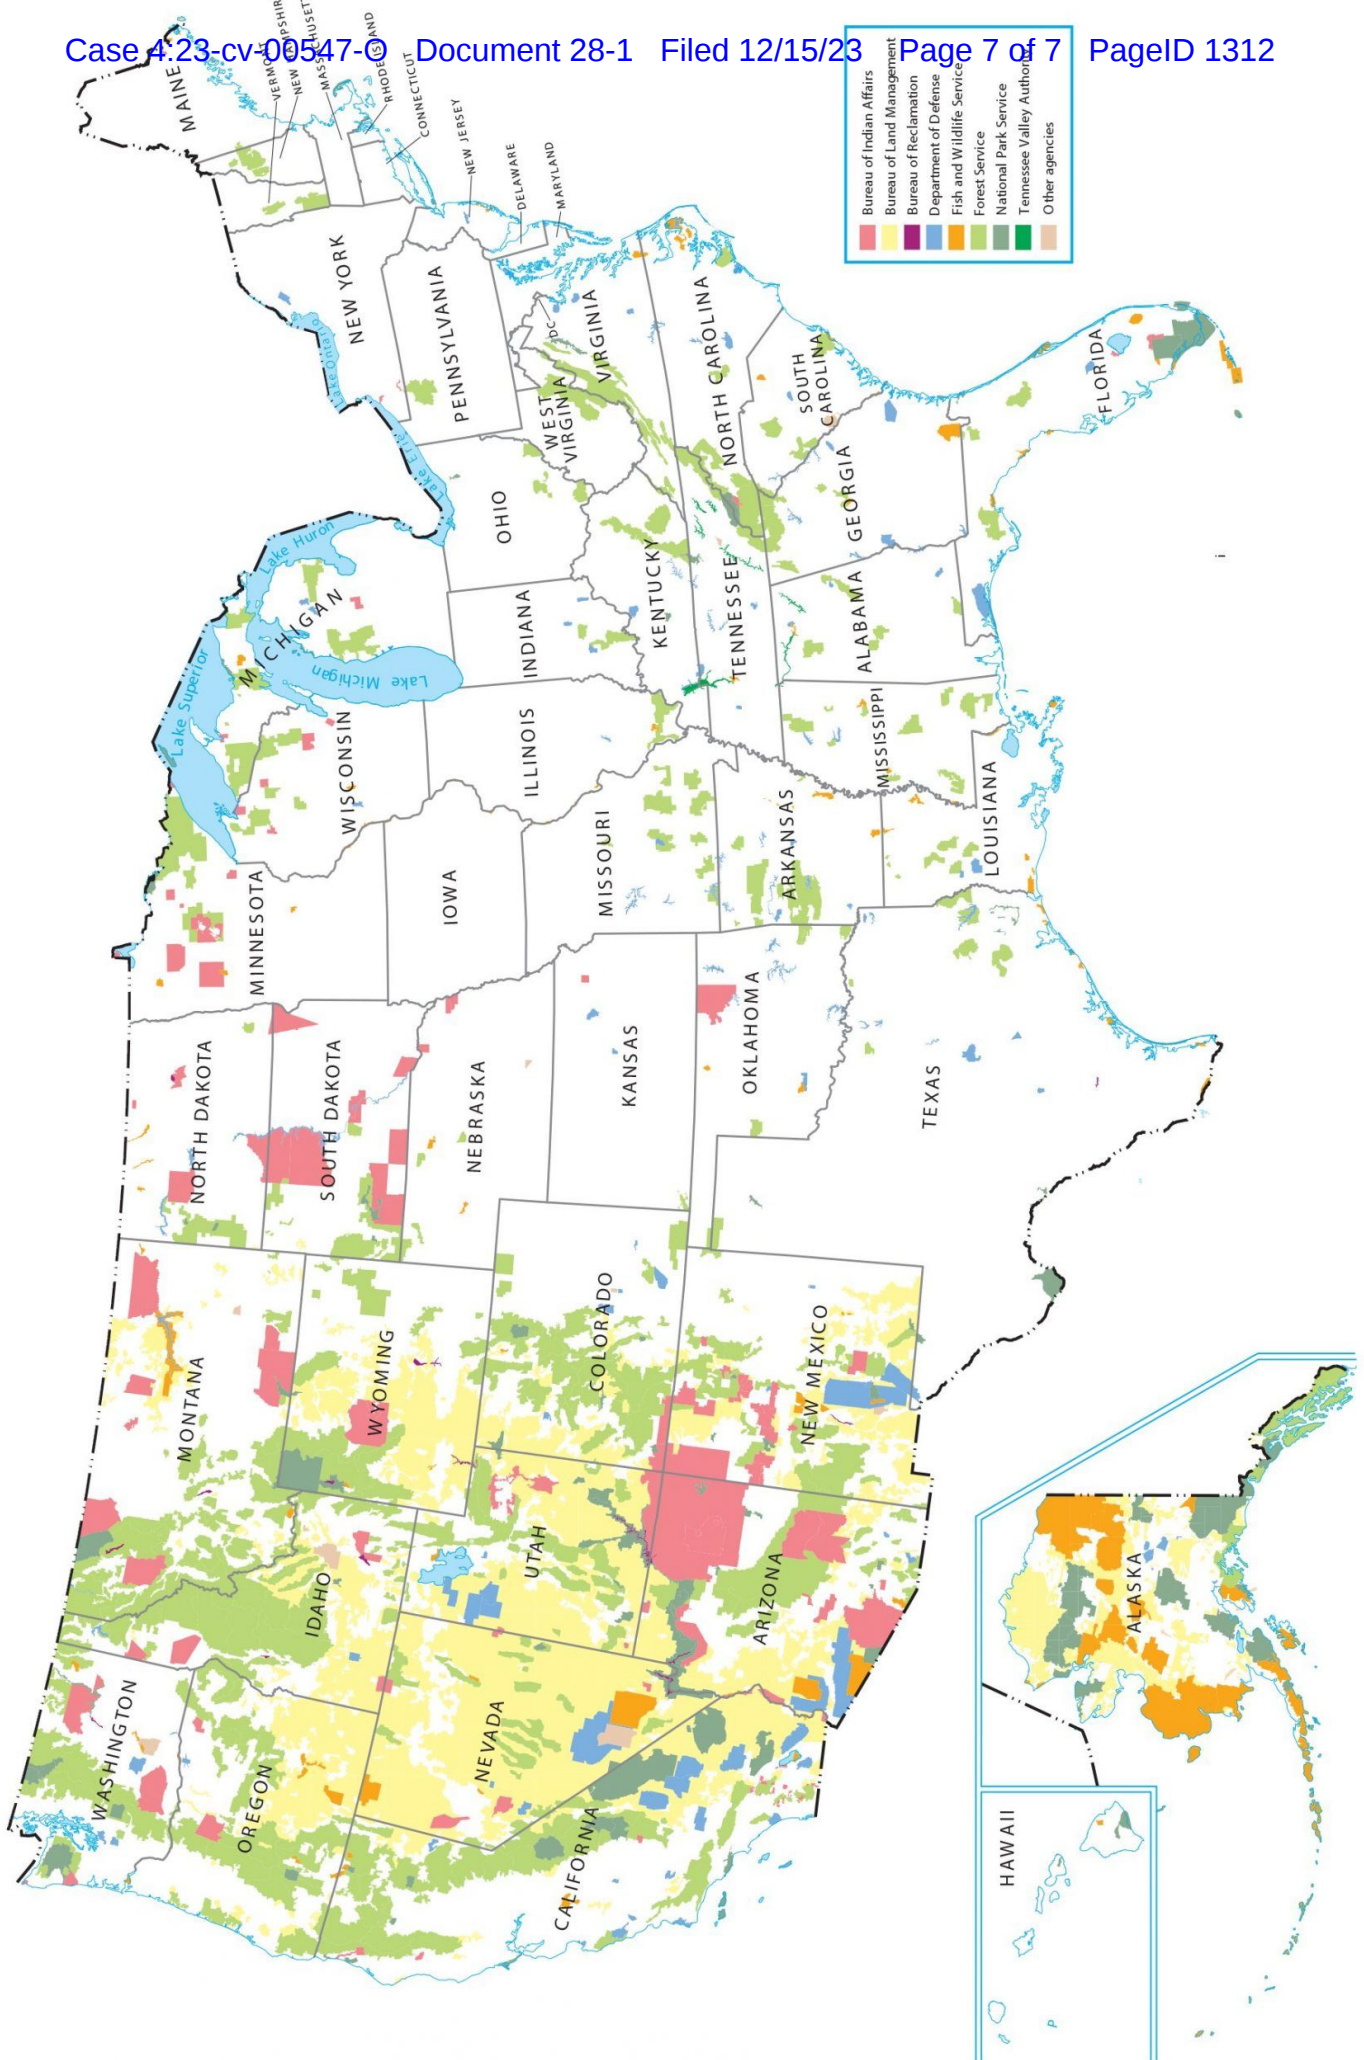 Case 4:23-cv-00547-O Document 28-1 Filed 12/15/23 Page 7 of 7 PageID 1312
Bureau of Indian Affairs
Bureau of Land Management
Bureau of Reclamation
Department of Defense
Fish and Wildlife Service
Forest Service
National Park Service
Tennessee Valley Authority
Other agencies
WASHINGTON
OREGON
CALIFORNIA
NEVADA
IDAHO
MONTANA
WYOMING
UTAH
ARIZONA
COLORADO
NEW MEXICO
NORTH DAKOTA
SOUTH DAKOTA
NEBRASKA
KANSAS
OKLAHOMA
TEXAS
MINNESOTA
IOWA
MISSOURI
ARKANSAS
LOUISIANA
WISCONSIN
ILLINOIS
MICHIGAN
INDIANA
OHIO
KENTUCKY
TENNESSEE
MISSISSIPPI
ALABAMA
GEORGIA
FLORIDA
SOUTH
CAROLINA
NORTH CAROLINA
VIRGINIA
WEST
VIRGINIA
DC
PENNSYLVANIA
NEW YORK
MAINE
VERMONT
RHODE ISLAND
CONNECTICUT
NEW JERSEY
DELAWARE
MARYLAND
Lake Superior
Lake Michigan
Lake Huron
Lake Erie
Lake Ontario
ALASKA
HAWAII